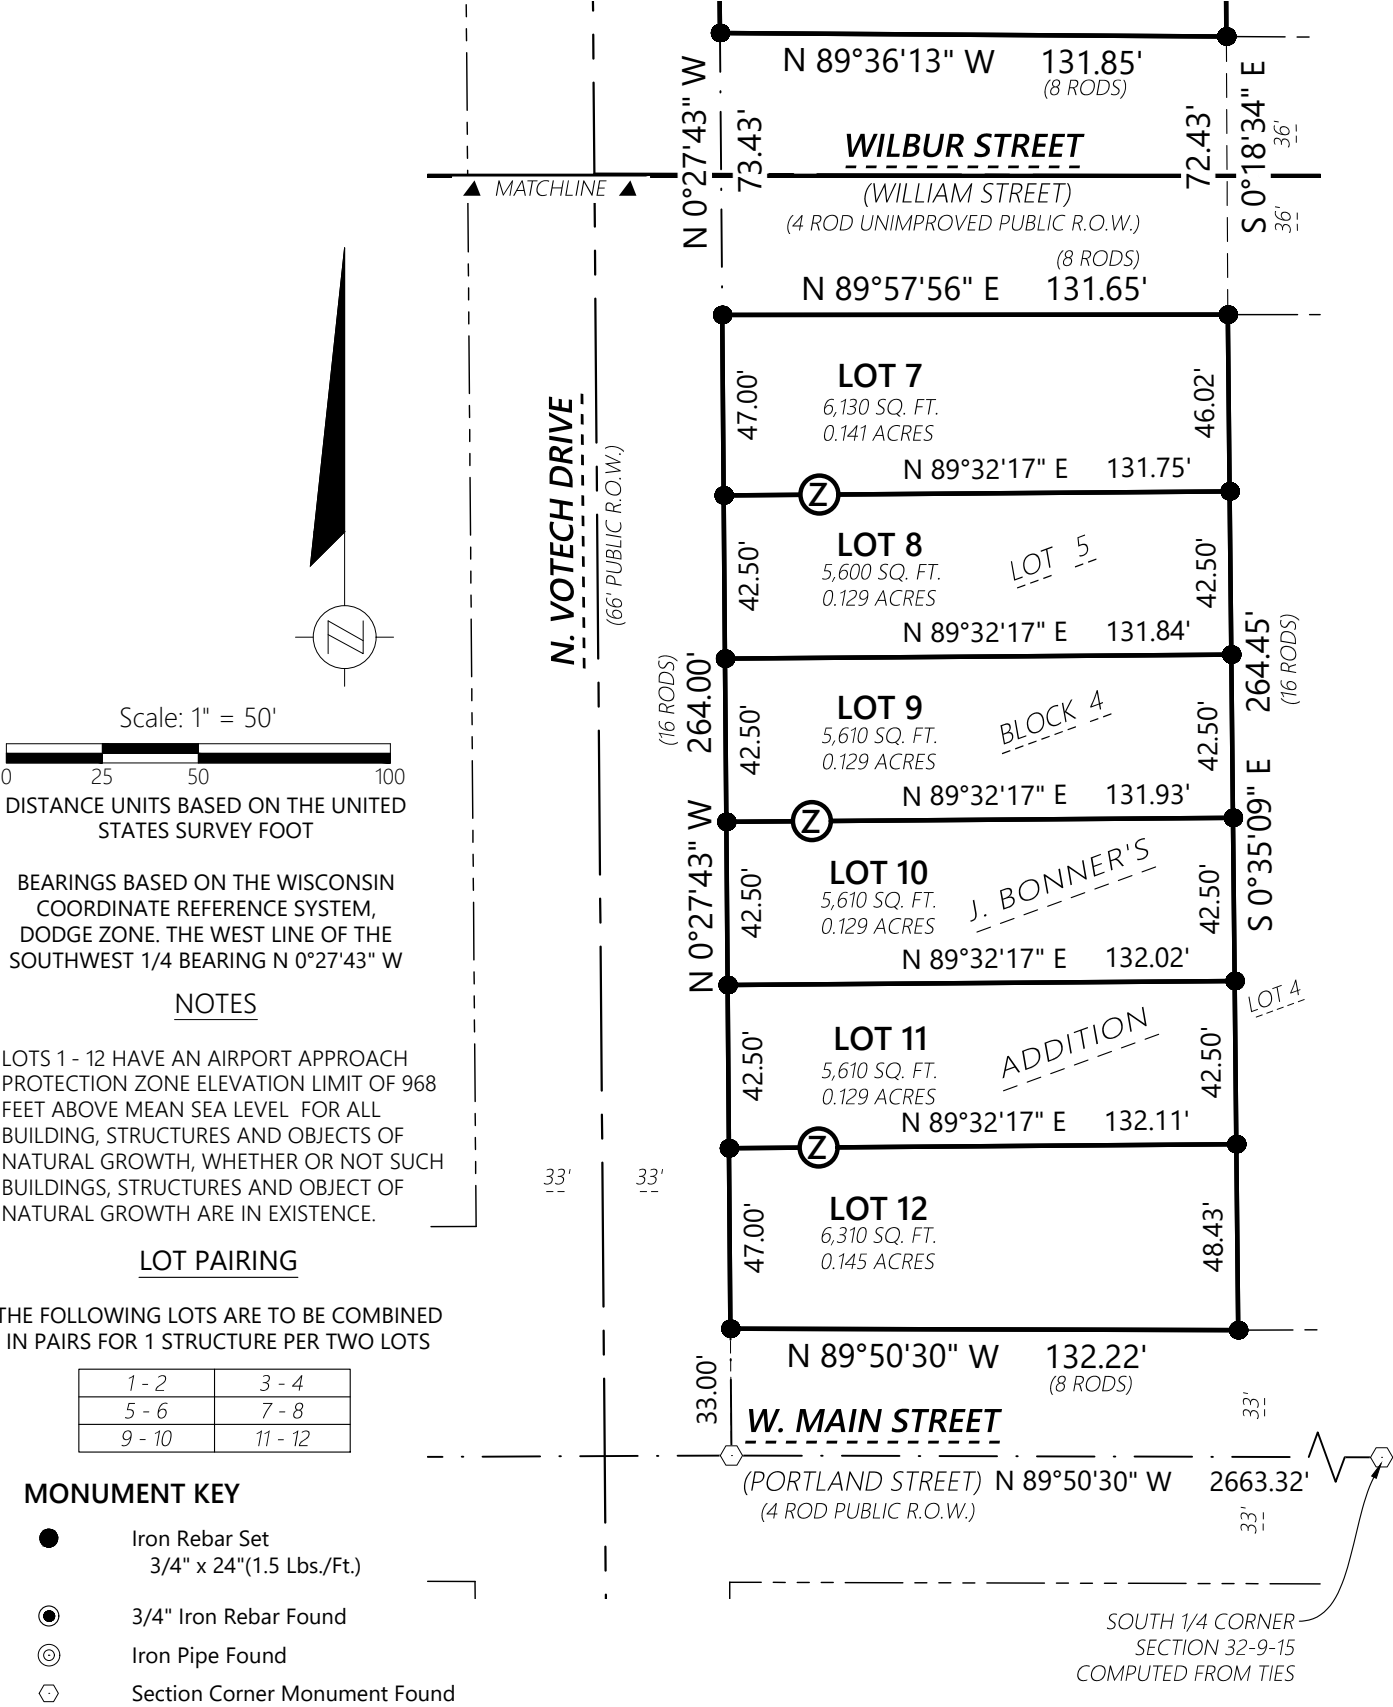 N 89°36'13" W 131.85'
(8 RODS)
N 0°27'43" W
73.43'
72.43'
S 0°18'34" E
36'
36'
WILBUR STREET
MATCHLINE
(WILLIAM STREET)
(4 ROD UNIMPROVED PUBLIC R.O.W.)
(8 RODS)
N 89°57'56" E 131.65'
N. VOTECH DRIVE
(66' PUBLIC R.O.W.)
47.00'
LOT 7
6,130 SQ. FT.
0.141 ACRES
46.02'
N 89°32'17" E 131.75'
Z
42.50'
LOT 8
5,600 SQ. FT.
0.129 ACRES
LOT 5
42.50'
N 89°32'17" E 131.84'
(16 RODS)
264.00'
N 0°27'43" W
264.45'
(16 RODS)
S 0°35'09" E
42.50'
LOT 9
5,610 SQ. FT.
0.129 ACRES
BLOCK 4
42.50'
N 89°32'17" E 131.93'
Z
42.50'
LOT 10
5,610 SQ. FT.
0.129 ACRES
J. BONNER'S
42.50'
N 89°32'17" E 132.02'
LOT 4
42.50'
LOT 11
5,610 SQ. FT.
0.129 ACRES
ADDITION
42.50'
N 89°32'17" E 132.11'
Z
33'
33'
47.00'
LOT 12
6,310 SQ. FT.
0.145 ACRES
48.43'
N 89°50'30" W 132.22'
(8 RODS)
33.00'
33'
W. MAIN STREET
(PORTLAND STREET) N 89°50'30" W 2663.32'
(4 ROD PUBLIC R.O.W.)
33'
SOUTH 1/4 CORNER
SECTION 32-9-15
COMPUTED FROM TIES
N
Scale: 1" = 50'
0 25 50 100
DISTANCE UNITS BASED ON THE UNITED
STATES SURVEY FOOT
BEARINGS BASED ON THE WISCONSIN
COORDINATE REFERENCE SYSTEM,
DODGE ZONE. THE WEST LINE OF THE
SOUTHWEST 1/4 BEARING N 0°27'43" W
NOTES
LOTS 1 - 12 HAVE AN AIRPORT APPROACH
PROTECTION ZONE ELEVATION LIMIT OF 968
FEET ABOVE MEAN SEA LEVEL FOR ALL
BUILDING, STRUCTURES AND OBJECTS OF
NATURAL GROWTH, WHETHER OR NOT SUCH
BUILDINGS, STRUCTURES AND OBJECT OF
NATURAL GROWTH ARE IN EXISTENCE.
LOT PAIRING
THE FOLLOWING LOTS ARE TO BE COMBINED
IN PAIRS FOR 1 STRUCTURE PER TWO LOTS
1 - 2 3 - 4
5 - 6 7 - 8
9 - 10 11 - 12
MONUMENT KEY
Iron Rebar Set
3/4" x 24"(1.5 Lbs./Ft.)
3/4" Iron Rebar Found
Iron Pipe Found
Section Corner Monument Found